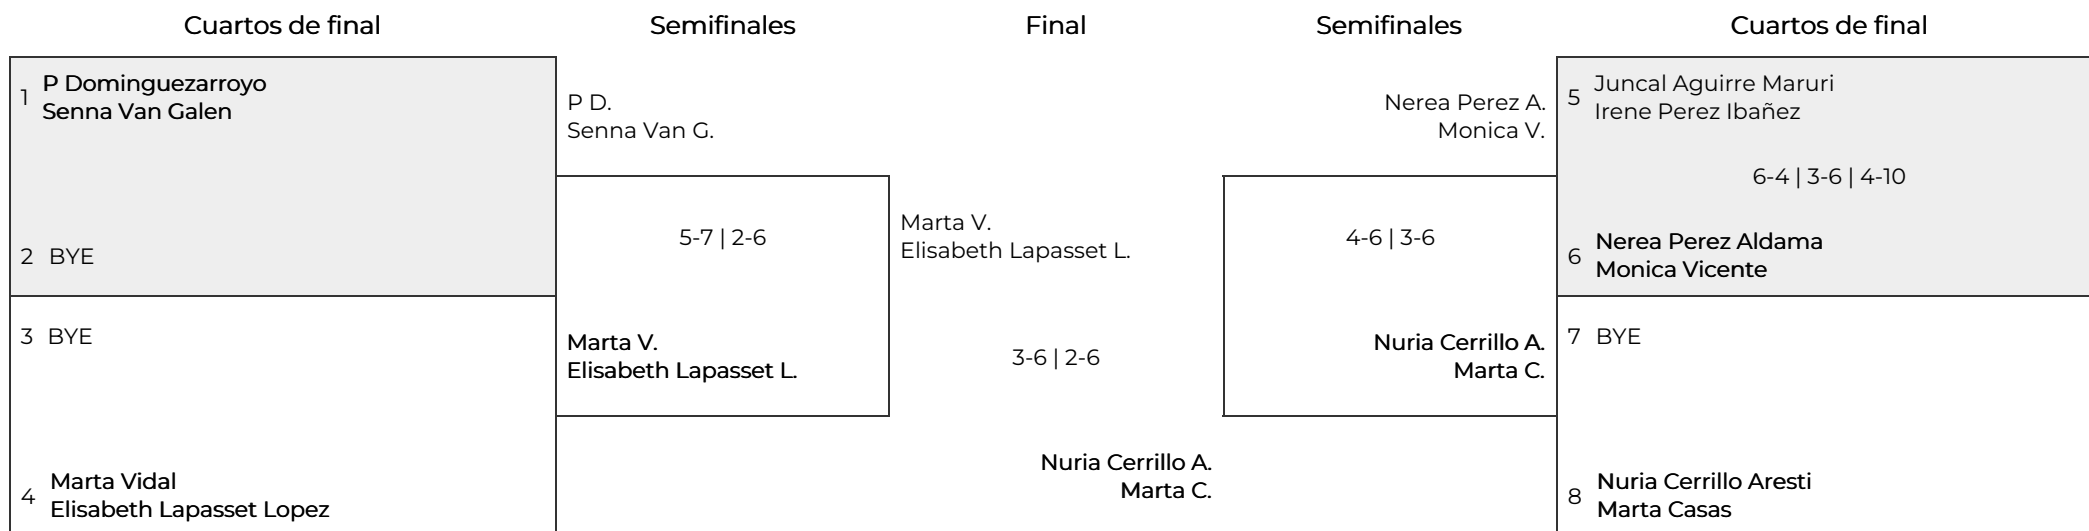 Cuartos de final
Semifinales
Final
Semifinales
Cuartos de final
1
P Dominguezarroyo
Senna Van Galen
2 BYE
3 BYE
4
Marta Vidal
Elisabeth Lapasset Lopez
P D.
Senna Van G.
5-7 | 2-6
Marta V.
Elisabeth Lapasset L.
Marta V.
Elisabeth Lapasset L.
3-6 | 2-6
Nuria Cerrillo A.
Marta C.
Nerea Perez A.
Monica V.
4-6 | 3-6
Nuria Cerrillo A.
Marta C.
5
Juncal Aguirre Maruri
Irene Perez Ibañez
6-4 | 3-6 | 4-10
6
Nerea Perez Aldama
Monica Vicente
7 BYE
8
Nuria Cerrillo Aresti
Marta Casas